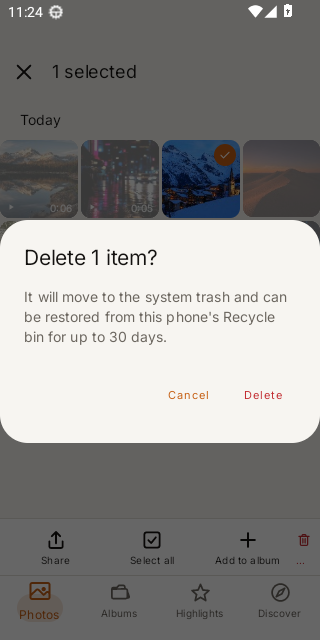 11:24
1 selected
Today
0:06
0:05
Delete 1 item?
It will move to the system trash and can
be restored from this phone's Recycle
bin for up to 30 days.
Cancel
Delete
Share
Select all
Add to album
...
Photos
Albums
Highlights
Discover